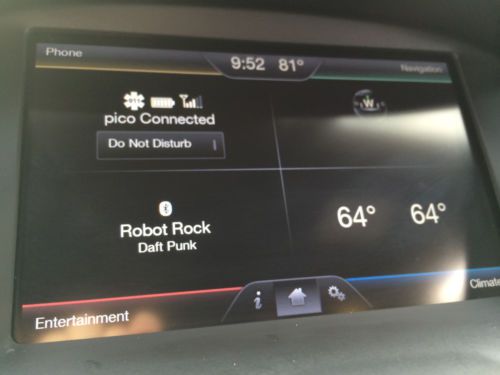 Phone
9:52 81°
Navigation
pico Connected
W
Do Not Disturb
Robot Rock
Daft Punk
64° 64°
Entertainment
i
Climate